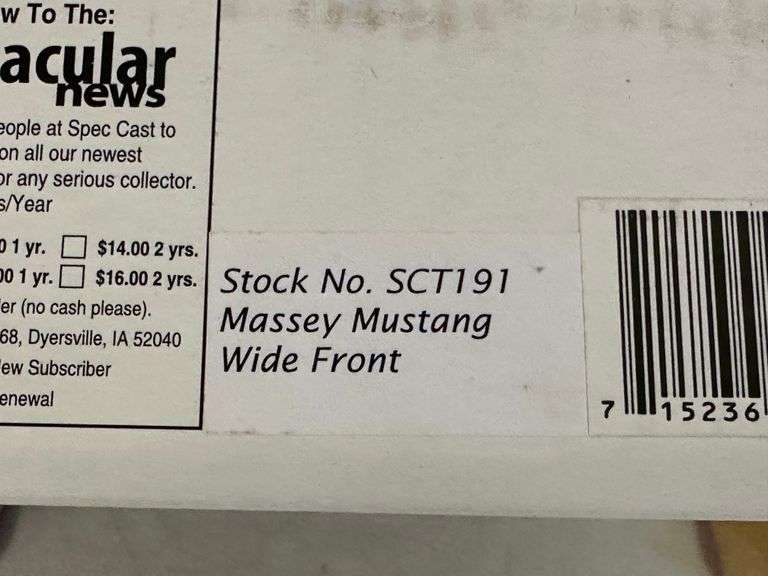 w To The:
acular
news
eople at Spec Cast to
on all our newest
or any serious collector.
s/Year
0 1 yr. $14.00 2 yrs.
00 1 yr. $16.00 2 yrs.
er (no cash please).
68, Dyersville, IA 52040
ew Subscriber
enewal
Stock No. SCT191
Massey Mustang
Wide Front
7 15236